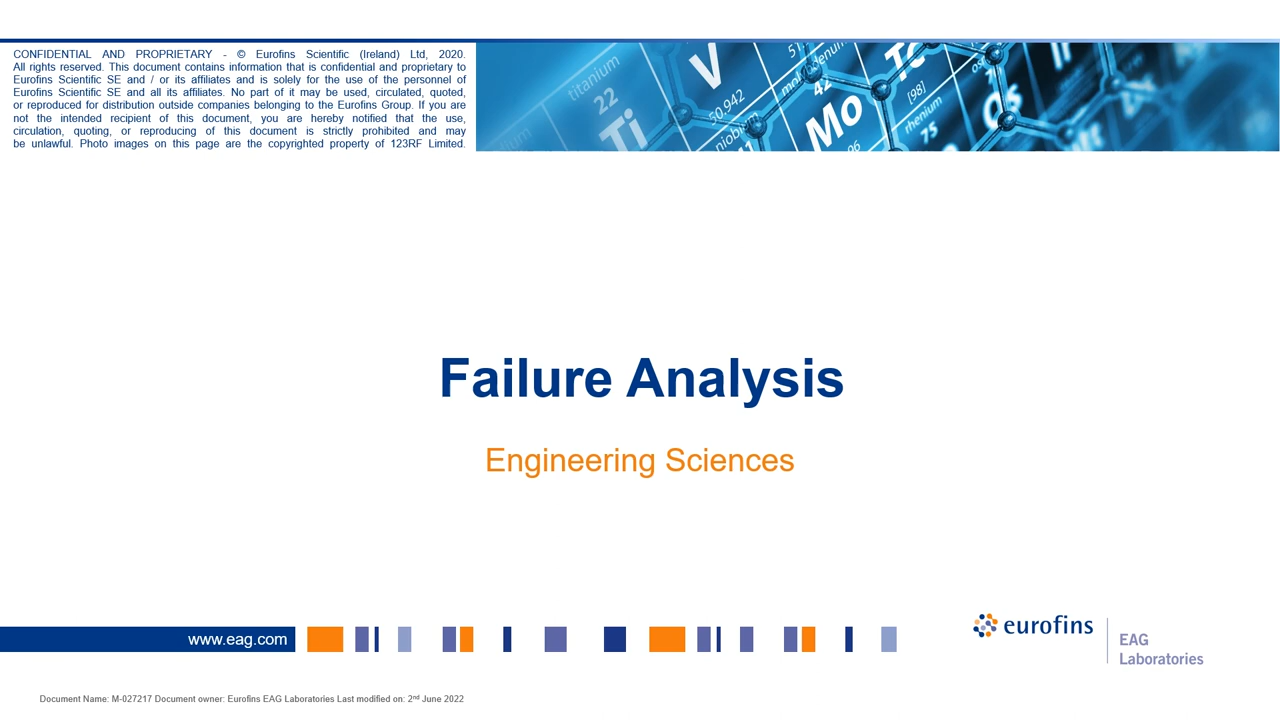 CONFIDENTIAL AND PROPRIETARY - © Eurofins Scientific (Ireland) Ltd, 2020.
All rights reserved. This document contains information that is confidential and proprietary to
Eurofins Scientific SE and / or its affiliates and is solely for the use of the personnel of
Eurofins Scientific SE and all its affiliates. No part of it may be used, circulated, quoted,
or reproduced for distribution outside companies belonging to the Eurofins Group. If you are
not the intended recipient of this document, you are hereby notified that the use,
circulation, quoting, or reproducing of this document is strictly prohibited and may
be unlawful. Photo images on this page are the copyrighted property of 123RF Limited.
titanium
22
Ti
V
50.942
niobium
42
Mo
96
[98]
rhenium
75
Failure Analysis
Engineering Sciences
www.eag.com
eurofins
EAG
Laboratories
Document Name: M-027217 Document owner: Eurofins EAG Laboratories Last modified on: 2nd June 2022